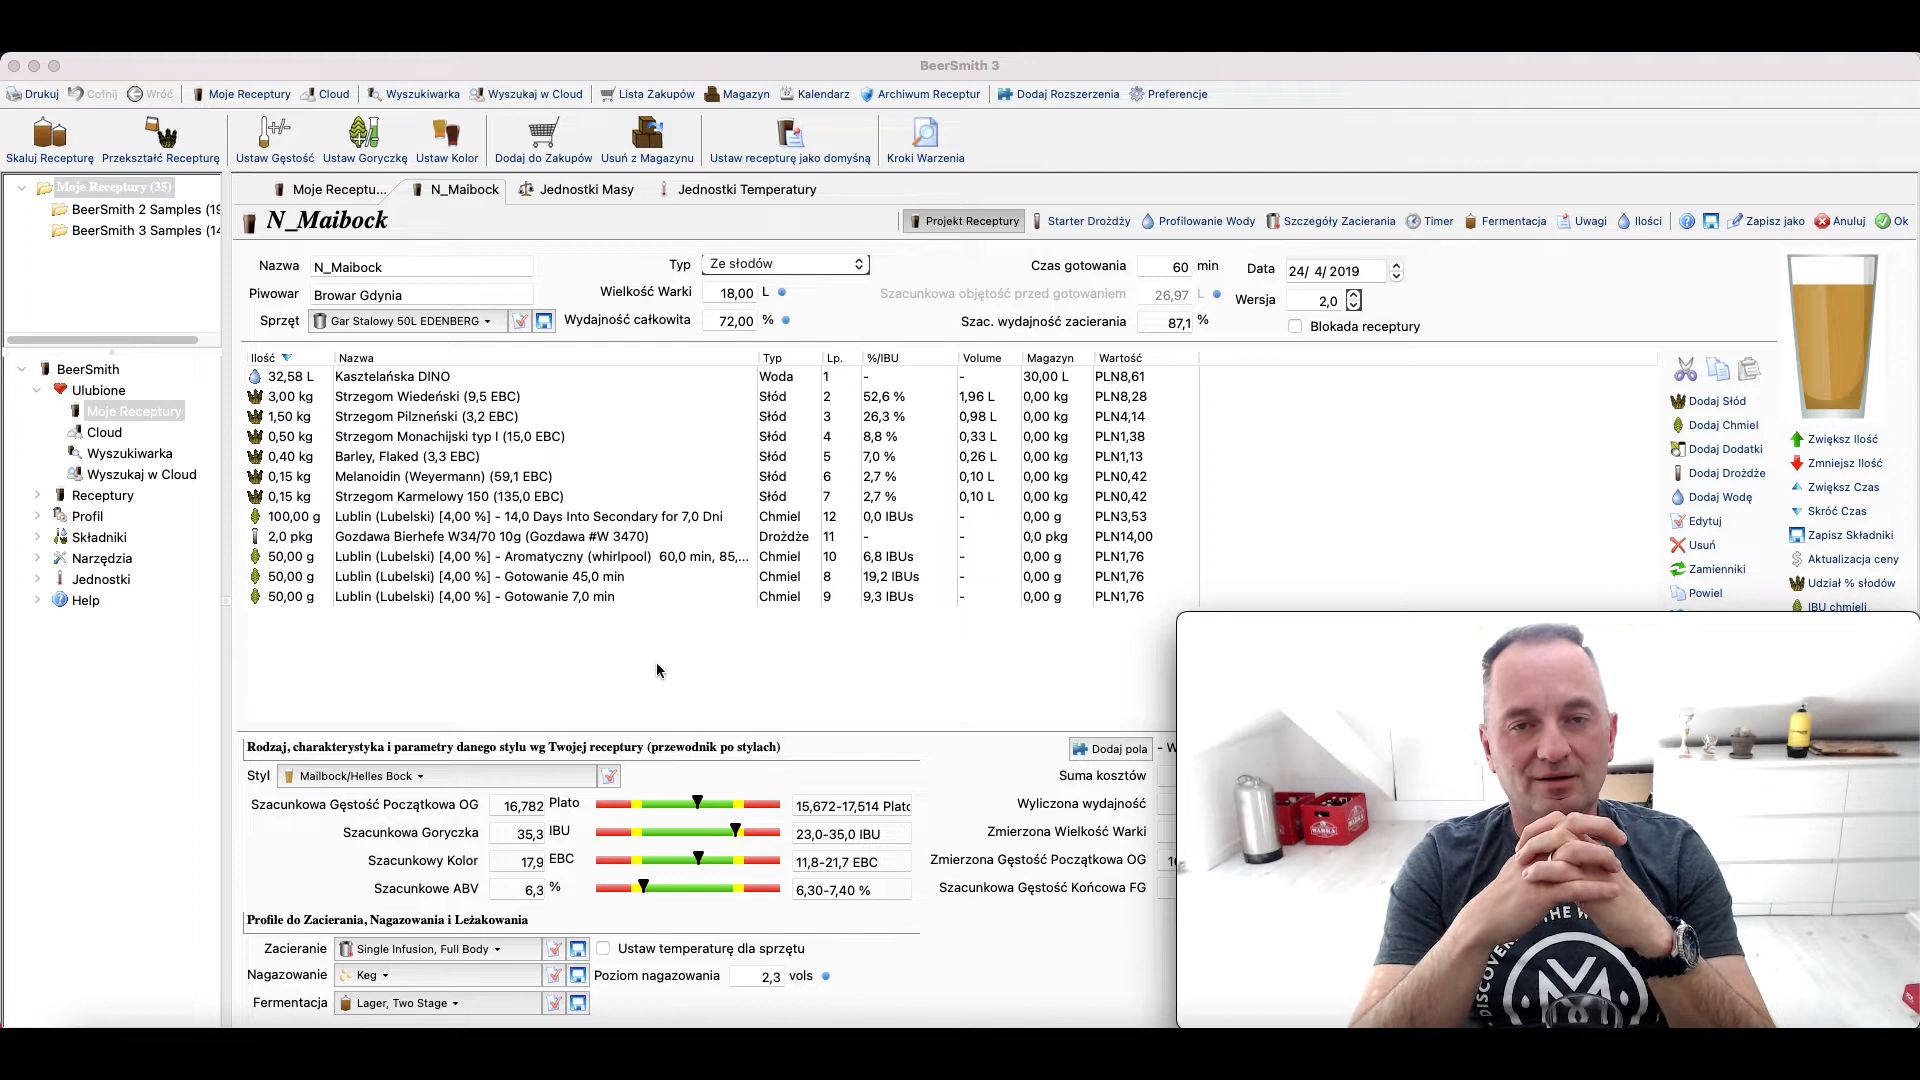 BeerSmith 3
Drukuj Cofnij Wróć Moje Receptury Cloud Wyszukiwarka Wyszukaj w Cloud Lista Zakupów Magazyn Kalendarz Archiwum Receptur Dodaj Rozszerzenia Preferencje
Skaluj Recepturę Przekształć Recepturę Ustaw Gęstość Ustaw Goryczkę Ustaw Kolor Dodaj do Zakupów Usuń z Magazynu Ustaw recepturę jako domyślną Kroki Warzenia
Moje Receptury (35)
BeerSmith 2 Samples (19
BeerSmith 3 Samples (14
BeerSmith
Ulubione
Moje Receptury
Cloud
Wyszukiwarka
Wyszukaj w Cloud
Receptury
Profil
Składniki
Narzędzia
Jednostki
Help
Moje Receptu... N_Maibock Jednostki Masy Jednostki Temperatury
N_Maibock Projekt Receptury Starter Drożdży Profilowanie Wody Szczegóły Zacierania Timer Fermentacja Uwagi Ilości Zapisz jako Anuluj Ok
Nazwa N_Maibock Typ Ze słodów Czas gotowania 60 min Data 24/ 4/2019
Piwowar Browar Gdynia Wielkość Warki 18,00 L Szacunkowa objętość przed gotowaniem 26,97 L Wersja 2,0
Sprzęt Gar Stalowy 50L EDENBERG Wydajność całkowita 72,00 % Szac. wydajność zacierania 87,1 % Blokada receptury
Ilość Nazwa Typ Lp. %/IBU Volume Magazyn Wartość
32,58 L Kasztelańska DINO Woda 1 - - 30,00 L PLN8,61
3,00 kg Strzegom Wiedeński (9,5 EBC) Słód 2 52,6 % 1,96 L 0,00 kg PLN8,28
1,50 kg Strzegom Pilzneński (3,2 EBC) Słód 3 26,3 % 0,98 L 0,00 kg PLN4,14
0,50 kg Strzegom Monachijski typ I (15,0 EBC) Słód 4 8,8 % 0,33 L 0,00 kg PLN1,38
0,40 kg Barley, Flaked (3,3 EBC) Słód 5 7,0 % 0,26 L 0,00 kg PLN1,13
0,15 kg Melanoidin (Weyermann) (59,1 EBC) Słód 6 2,7 % 0,10 L 0,00 kg PLN0,42
0,15 kg Strzegom Karmelowy 150 (135,0 EBC) Słód 7 2,7 % 0,10 L 0,00 kg PLN0,42
100,00 g Lublin (Lubelski) [4,00 %] - 14,0 Days Into Secondary for 7,0 Dni Chmiel 12 0,0 IBUs - 0,00 g PLN3,53
2,0 pkg Gozdawa Bierhefe W34/70 10g (Gozdawa #W 3470) Drożdże 11 - - 0,0 pkg PLN14,00
50,00 g Lublin (Lubelski) [4,00 %] - Aromatyczny (whirlpool) 60,0 min, 85,... Chmiel 10 6,8 IBUs - 0,00 g PLN1,76
50,00 g Lublin (Lubelski) [4,00 %] - Gotowanie 45,0 min Chmiel 8 19,2 IBUs - 0,00 g PLN1,76
50,00 g Lublin (Lubelski) [4,00 %] - Gotowanie 7,0 min Chmiel 9 9,3 IBUs - 0,00 g PLN1,76
Dodaj Słód
Dodaj Chmiel
Dodaj Dodatki
Dodaj Drożdże
Dodaj Wodę
Edytuj
Usuń
Zamienniki
Powiel
Zwiększ Ilość
Zmniejsz Ilość
Zwiększ Czas
Skróć Czas
Zapisz Składniki
Aktualizacja ceny
Udział % słodów
IBU chmieli
Rodzaj, charakterystyka i parametry danego stylu wg Twojej receptury (przewodnik po stylach)
Styl Mailbock/Helles Bock
Szacunkowa Gęstość Początkowa OG 16,782 Plato 15,672-17,514 Plato
Szacunkowa Goryczka 35,3 IBU 23,0-35,0 IBU
Szacunkowy Kolor 17,9 EBC 11,8-21,7 EBC
Szacunkowe ABV 6,3 % 6,30-7,40 %
Dodaj pola - W
Suma kosztów
Wyliczona wydajność
Zmierzona Wielkość Warki
Zmierzona Gęstość Początkowa OG
Szacunkowa Gęstość Końcowa FG
Profile do Zacierania, Nagazowania i Leżakowania
Zacieranie Single Infusion, Full Body Ustaw temperaturę dla sprzętu
Nagazowanie Keg Poziom nagazowania 2,3 vols
Fermentacja Lager, Two Stage